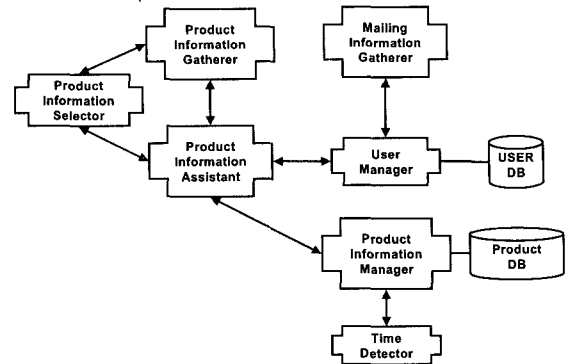 Product
Information
Gatherer
Mailing
Information
Gatherer
Product
Information
Selector
Product
Information
Assistant
User
Manager
USER
DB
Product
Information
Manager
Product
DB
Time
Detector